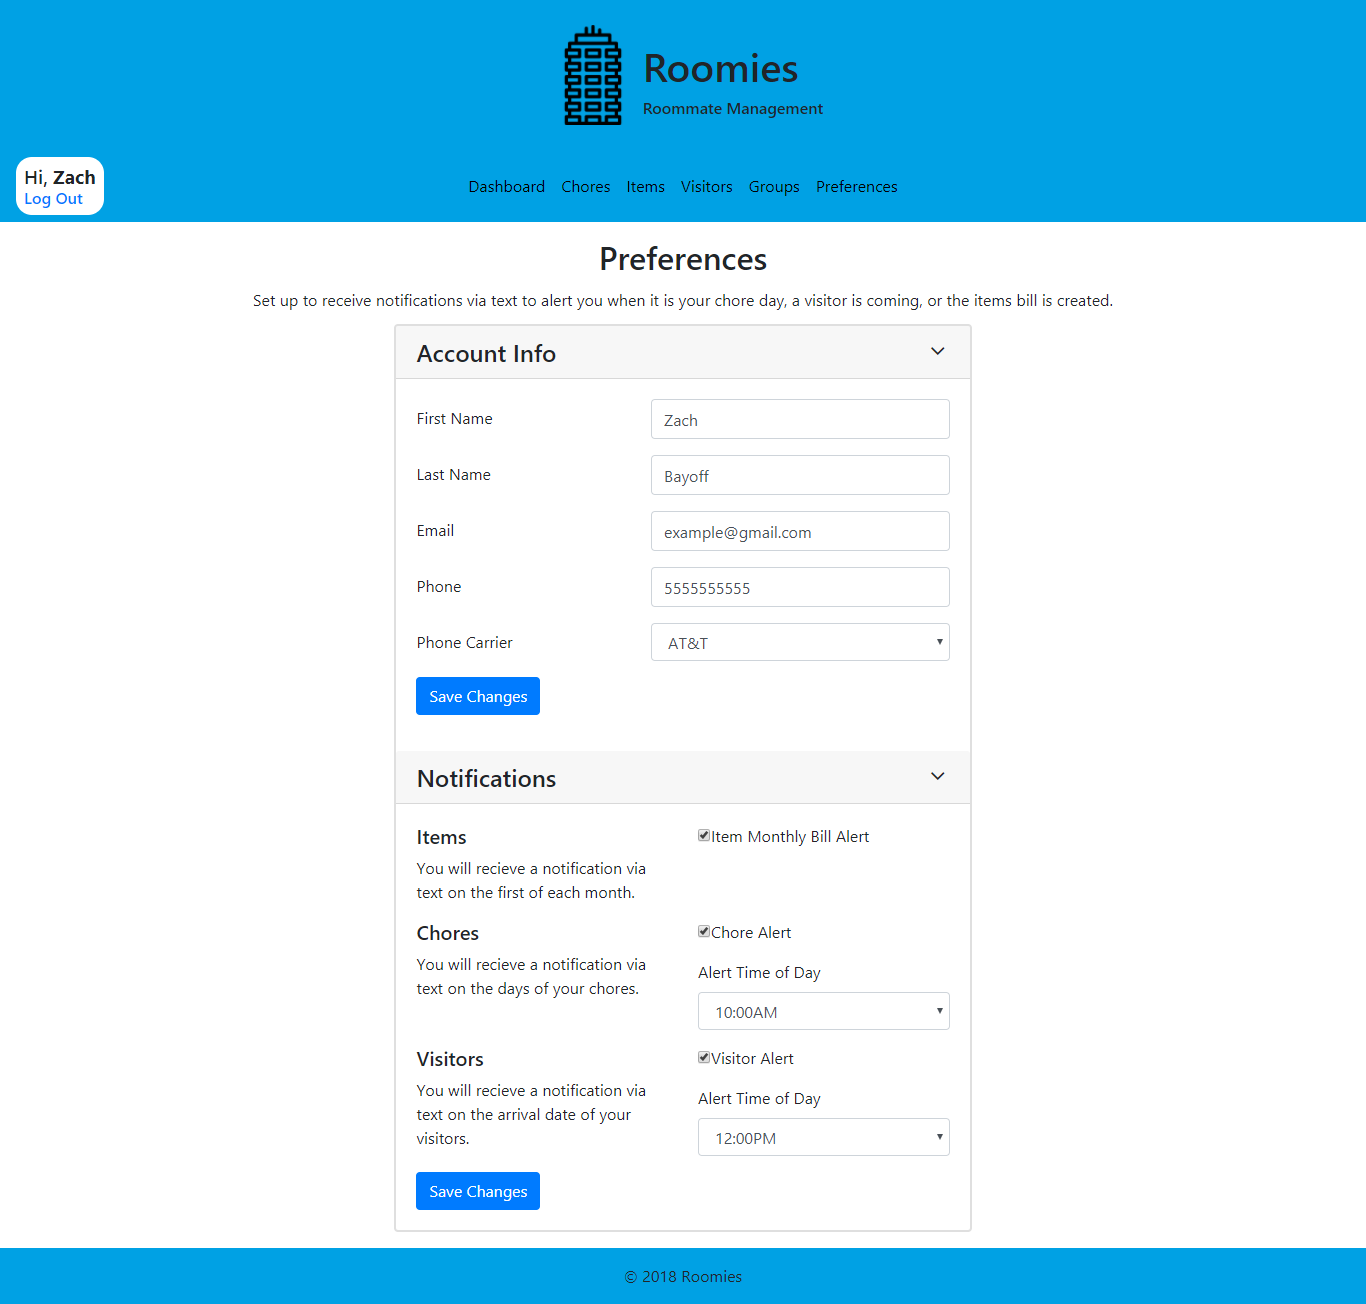 Roomies
Roommate Management
Hi, Zach
Log Out
Dashboard Chores Items Visitors Groups Preferences
Preferences
Set up to receive notifications via text to alert you when it is your chore day, a visitor is coming, or the items bill is created.
Account Info
First Name Zach
Last Name Bayoff
Email example@gmail.com
Phone 5555555555
Phone Carrier AT&T
Save Changes
Notifications
Items
Item Monthly Bill Alert
You will recieve a notification via
text on the first of each month.
Chores
Chore Alert
You will recieve a notification via
text on the days of your chores.
Alert Time of Day
10:00AM
Visitors
Visitor Alert
You will recieve a notification via
text on the arrival date of your
visitors.
Alert Time of Day
12:00PM
Save Changes
© 2018 Roomies